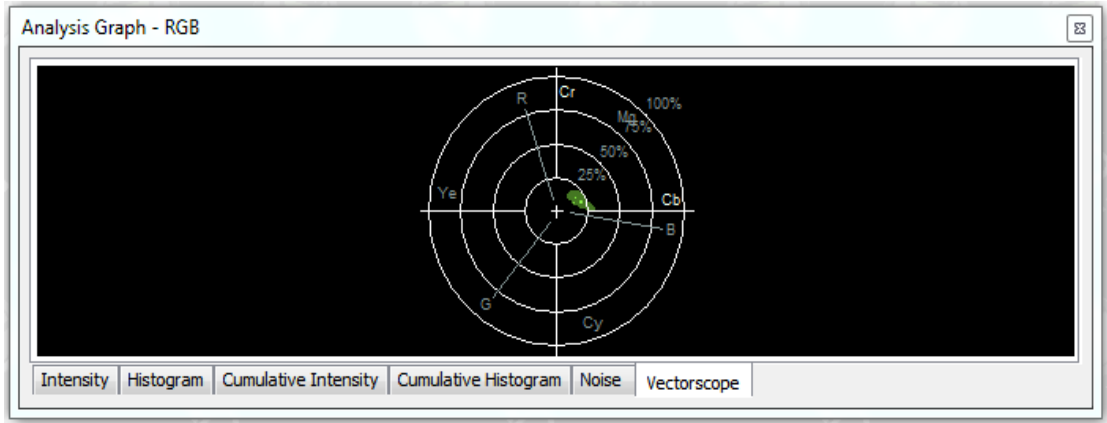 Analysis Graph - RGB
R
Cr
100%
Mg
75%
50%
25%
Ye
Cb
B
G
Cy
Intensity Histogram Cumulative Intensity Cumulative Histogram Noise Vectorscope